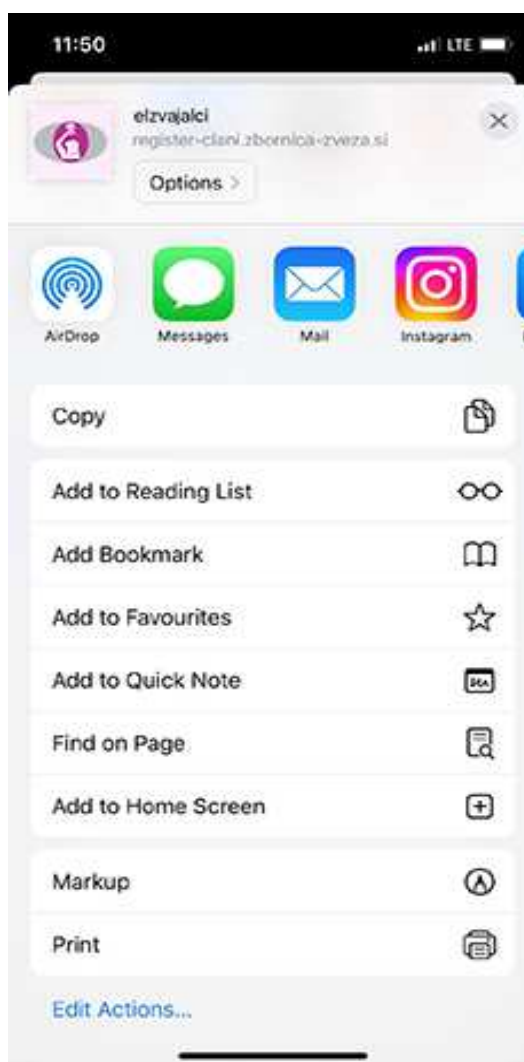 11:50
LTE
elzvajalci
register-clani.zbornica-zveza.si
Options >
AirDrop
Messages
Mail
Instagram
Copy
Add to Reading List
Add Bookmark
Add to Favourites
Add to Quick Note
Find on Page
Add to Home Screen
Markup
Print
Edit Actions...